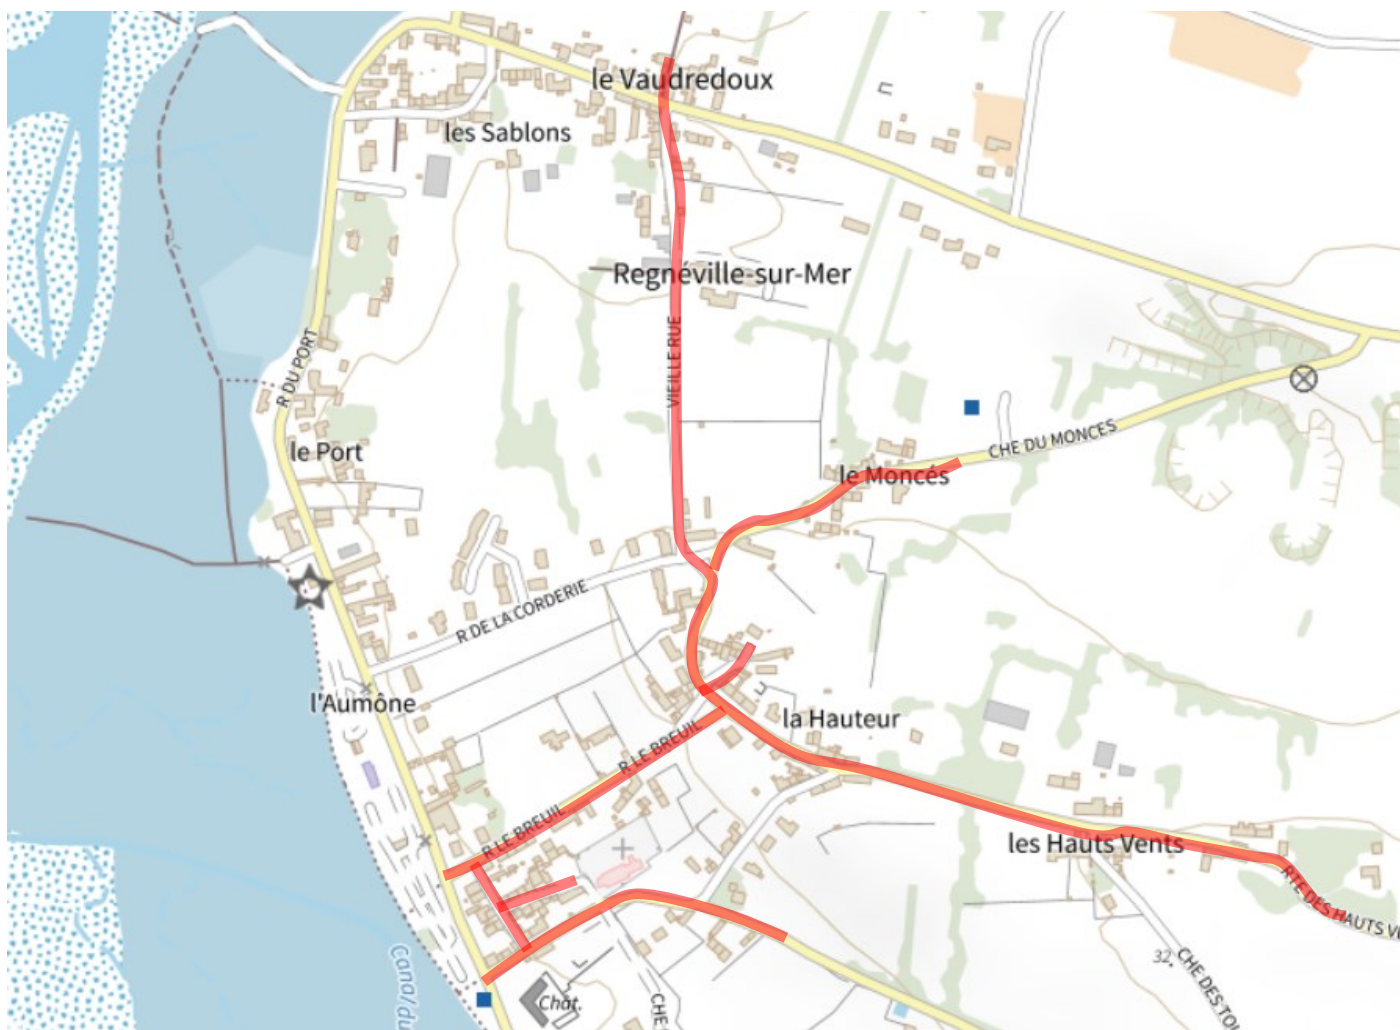 le Vaudredoux
les Sablons
Regnéville-sur-Mer
VIEILLE RUE
R DU PORT
le Port
CHE DU MONCES
le Moncés
R DE LA CORDERIE
l'Aumône
la Hauteur
R LE BREUIL
R LE BREUIL
les Hauts Vents
RTE DES HAUTS VE
32
CHE DES TOU
Chât.
CHE
Canal du